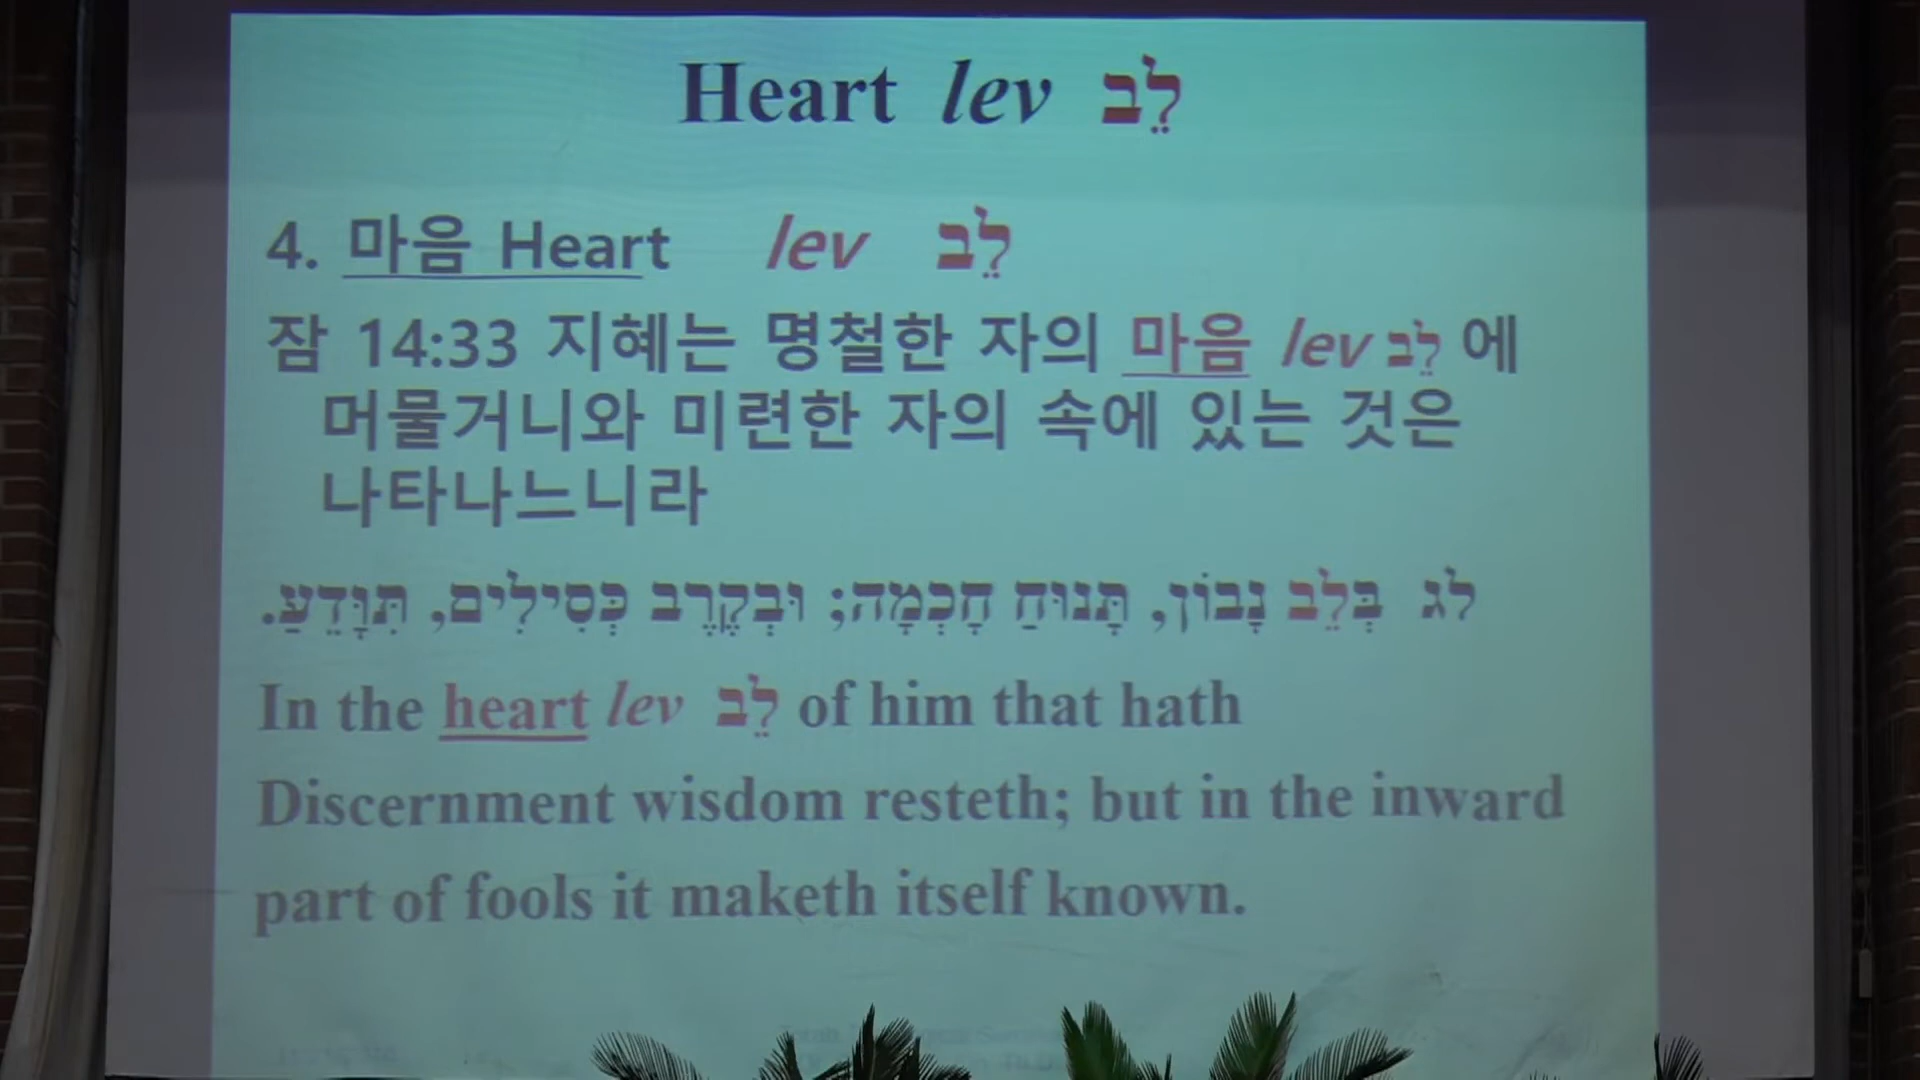 Heart lev לֵב
4. 마음 Heart lev לֵב
잠 14:33 지혜는 명철한 자의 마음 lev לֵב 에
머물거니와 미련한 자의 속에 있는 것은
나타나느니라
לג בְּלֵב נָבוֹן, תָּנוּחַ חָכְמָה; וּבְקֶרֶב כְּסִילִים, תִּוָּדֵעַ.
In the heart lev לֵב of him that hath
Discernment wisdom resteth; but in the inward
part of fools it maketh itself known.